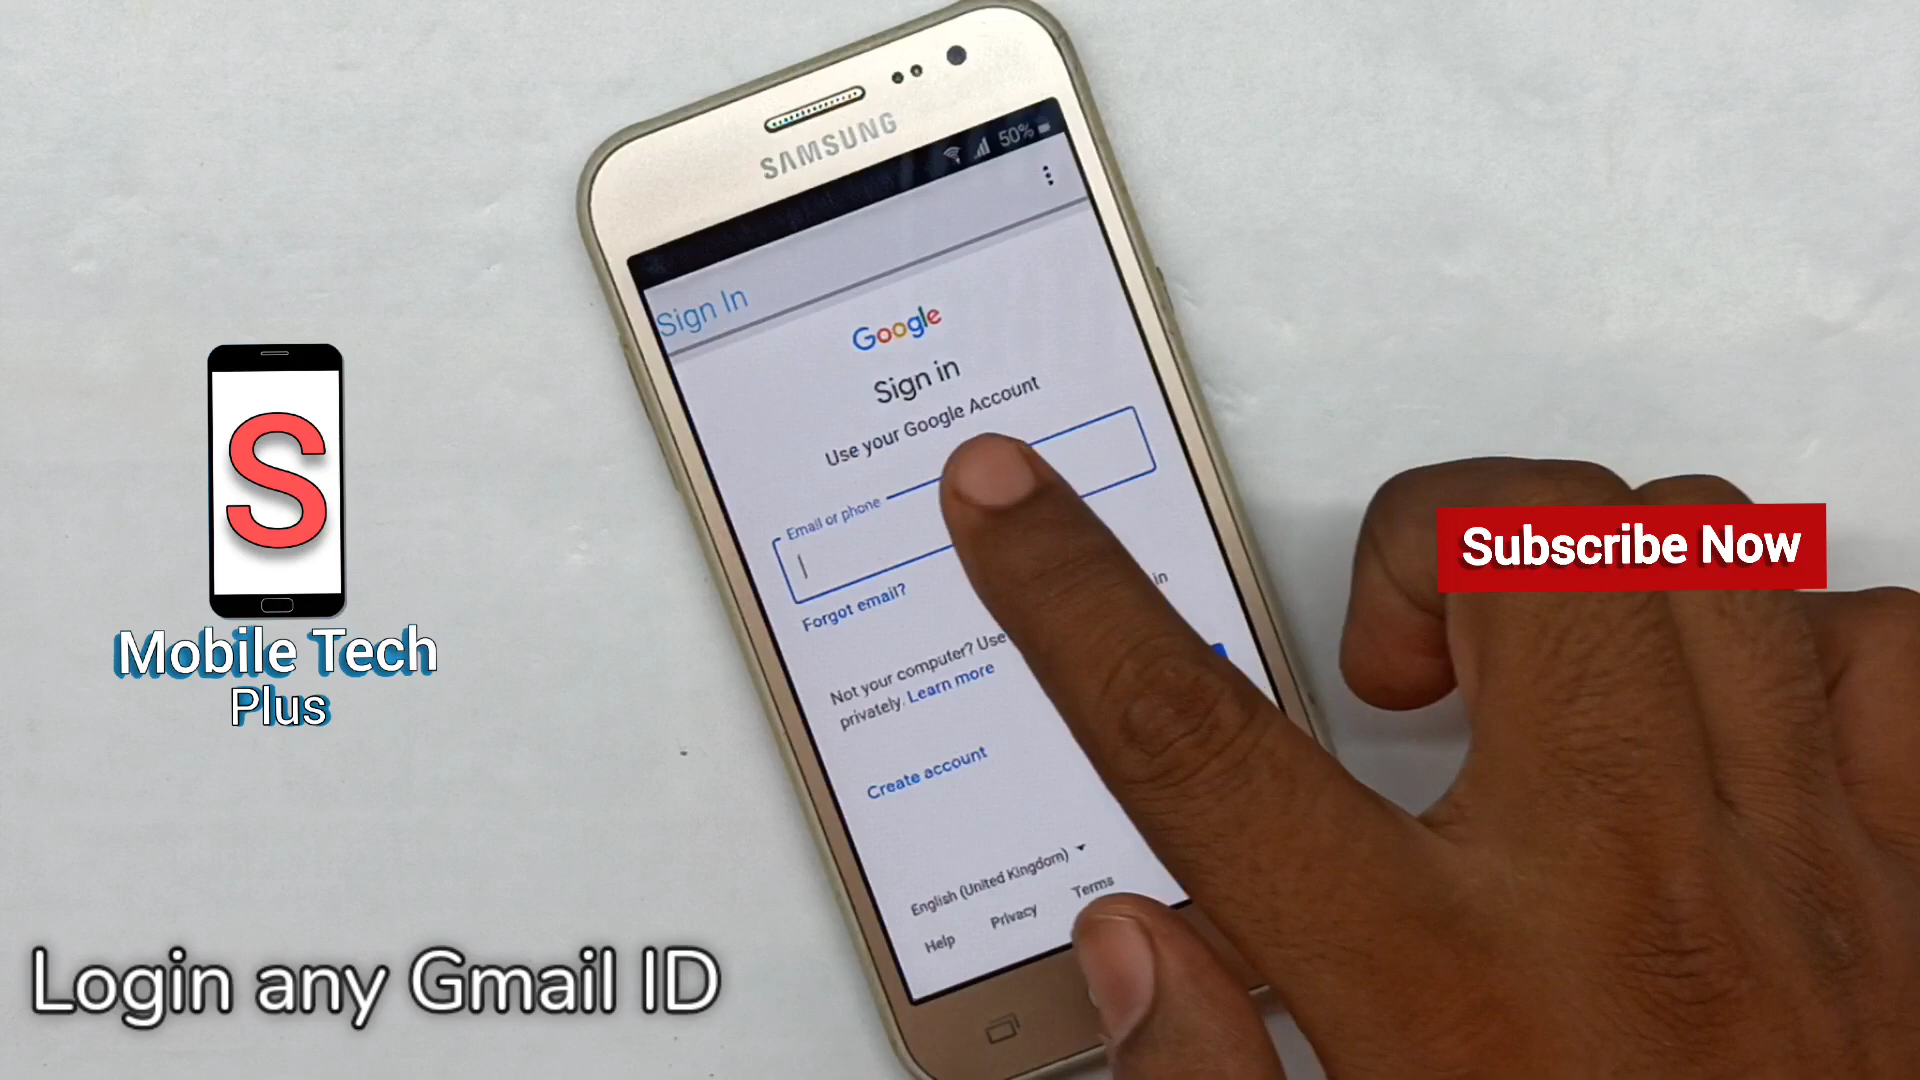 SAMSUNG
50%
Sign In
Google
Sign in
Use your Google Account
Email or phone
Forgot email?
in
Not your computer? Use
privately. Learn more
Create account
English (United Kingdom)
Help Privacy Terms
S
Mobile Tech
Plus
Subscribe Now
Login any Gmail ID